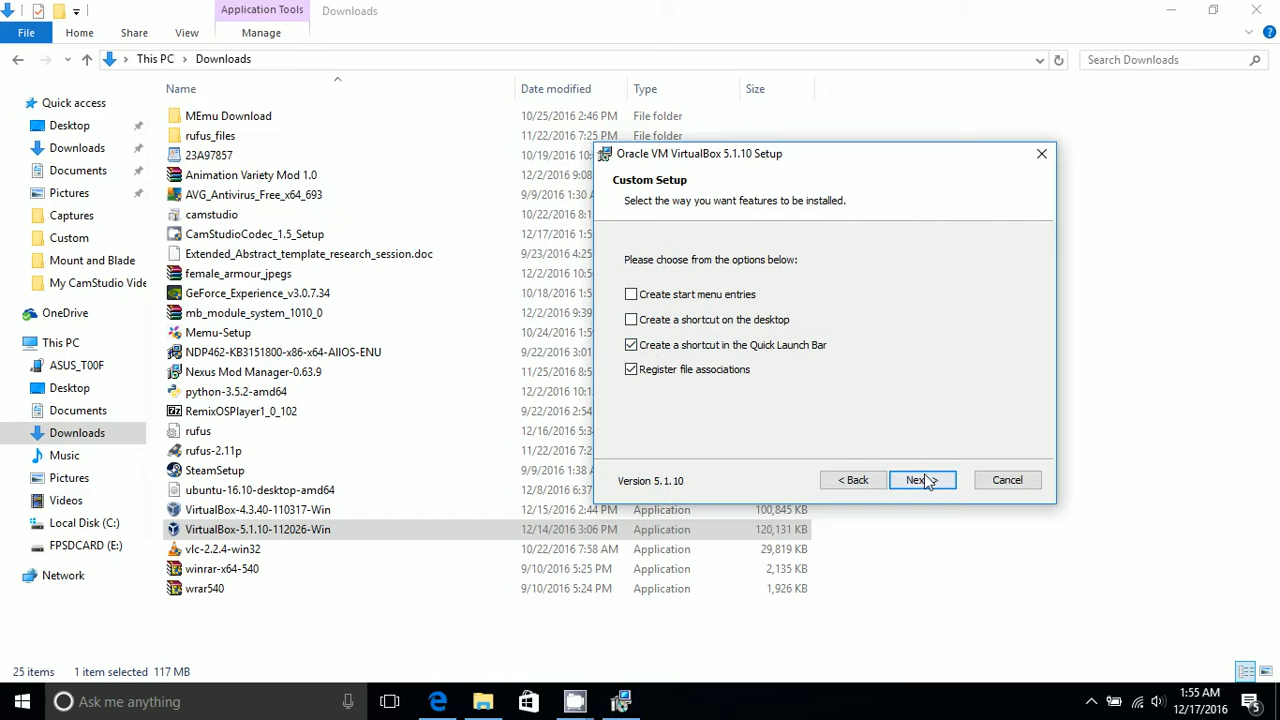 Application Tools
Downloads
File
Home
Share
View
Manage
This PC
Downloads
Search Downloads
Name
Date modified
Type
Size
Quick access
Desktop
Downloads
Documents
Pictures
Captures
Custom
Mount and Blade
My CamStudio Vide
OneDrive
This PC
ASUS_T00F
Desktop
Documents
Downloads
Music
Pictures
Videos
Local Disk (C:)
FPSDCARD (E:)
Network
MEmu Download 10/25/2016 2:46 PM File folder
rufus_files 11/22/2016 7:25 PM File folder
23A97857 10/19/2016 10:
Animation Variety Mod 1.0 12/2/2016 9:08
AVG_Antivirus_Free_x64_693 9/9/2016 1:30
camstudio 10/22/2016 8:1
CamStudioCodec_1.5_Setup 12/17/2016 1:
Extended_Abstract_template_research_session.doc 9/23/2016 4:25
female_armour_jpegs 12/2/2016 10:
GeForce_Experience_v3.0.7.34 10/18/2016 1:
mb_module_system_1010_0 12/2/2016 9:39
Memu-Setup 10/24/2016 1:5
NDP462-KB3151800-x86-x64-AIIOS-ENU 9/22/2016 3:
Nexus Mod Manager-0.63.9 11/25/2016 8:
python-3.5.2-amd64 12/2/2016 10:
RemixOSPlayer1_0_102 9/22/2016 2:54
rufus 12/16/2016 5:3
rufus-2.11p 11/22/2016 7:2
SteamSetup 9/9/2016 1:38
ubuntu-16.10-desktop-amd64 12/8/2016 6:
VirtualBox-4.3.40-110317-Win 12/15/2016 2:44 PM Application 100,845 KB
VirtualBox-5.1.10-112026-Win 12/14/2016 3:06 PM Application 120,131 KB
vlc-2.2.4-win32 10/22/2016 7:58 AM Application 29,819 KB
winrar-x64-540 9/10/2016 5:25 PM Application 2,135 KB
wrar540 9/10/2016 5:24 PM Application 1,926 KB
Oracle VM VirtualBox 5.1.10 Setup
Custom Setup
Select the way you want features to be installed.
Please choose from the options below:
Create start menu entries
Create a shortcut on the desktop
Create a shortcut in the Quick Launch Bar
Register file associations
Version 5.1.10
< Back
Next >
Cancel
25 items 1 item selected 117 MB
Ask me anything
1:55 AM
12/17/2016
5